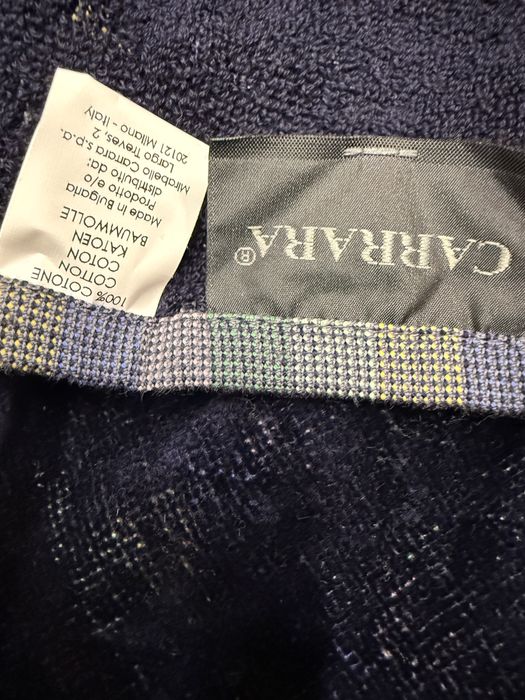 CARRARA®
100% COTONE
COTTON
COTON
KATOEN
BAUMWOLLE
Made in Bulgaria
Prodotto e/o
distribuito da:
Mirabello Carrara s.p.a.
Largo Treves, 2
20121 Milano - Italy